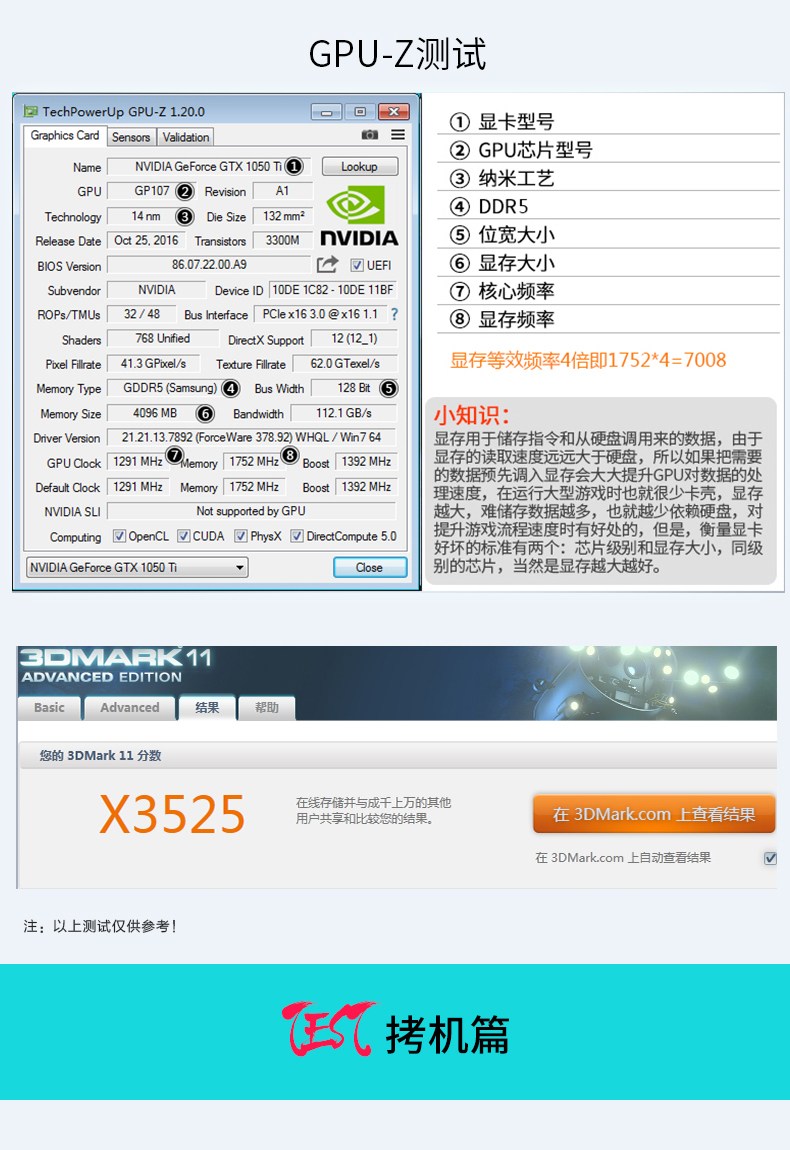 GPU-Z测试
TechPowerUp GPU-Z 1.20.0
Graphics Card Sensors Validation
Name NVIDIA GeForce GTX 1050 Ti ❶ Lookup
GPU GP107 ❷ Revision A1
Technology 14 nm ❸ Die Size 132 mm²
Release Date Oct 25, 2016 Transistors 3300M
NVIDIA
BIOS Version 86.07.22.00.A9 UEFI
Subvendor NVIDIA Device ID 10DE 1C82 - 10DE 11BF
ROPs/TMUs 32 / 48 Bus Interface PCIe x16 3.0 @ x16 1.1 ?
Shaders 768 Unified DirectX Support 12 (12_1)
Pixel Fillrate 41.3 GPixel/s Texture Fillrate 62.0 GTexel/s
Memory Type GDDR5 (Samsung) ❹ Bus Width 128 Bit ❺
Memory Size 4096 MB ❻ Bandwidth 112.1 GB/s
Driver Version 21.21.13.7892 (ForceWare 378.92) WHQL / Win7 64
GPU Clock 1291 MHz ❼ Memory 1752 MHz ❽ Boost 1392 MHz
Default Clock 1291 MHz Memory 1752 MHz Boost 1392 MHz
NVIDIA SLI Not supported by GPU
Computing OpenCL CUDA PhysX DirectCompute 5.0
NVIDIA GeForce GTX 1050 Ti Close
① 显卡型号
② GPU芯片型号
③ 纳米工艺
④ DDR5
⑤ 位宽大小
⑥ 显存大小
⑦ 核心频率
⑧ 显存频率
显存等效频率4倍即1752*4=7008
小知识：
显存用于储存指令和从硬盘调用来的数据，由于
显存的读取速度远远大于硬盘，所以如果把需要
的数据预先调入显存会大大提升GPU对数据的处
理速度，在运行大型游戏时也就很少卡壳，显存
越大，难储存数据越多，也就越少依赖硬盘，对
提升游戏流程速度时有好处的，但是，衡量显卡
好坏的标准有两个：芯片级别和显存大小，同级
别的芯片，当然是显存越大越好。
3DMARK 11
ADVANCED EDITION
Basic Advanced 结果 帮助
您的 3DMark 11 分数
X3525
在线存储并与成千上万的其他
用户共享和比较您的结果。
在 3DMark.com 上查看结果
在 3DMark.com 上自动查看结果
注：以上测试仅供参考！
TEST 拷机篇